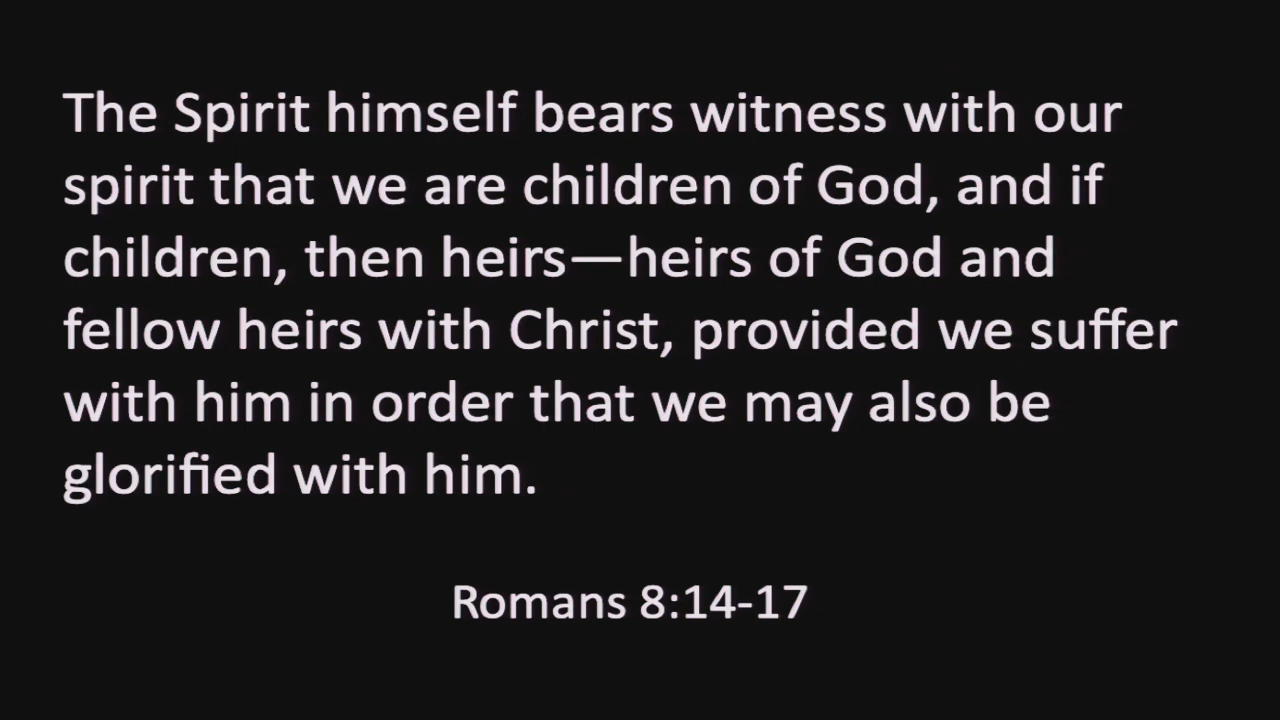 The Spirit himself bears witness with our
spirit that we are children of God, and if
children, then heirs—heirs of God and
fellow heirs with Christ, provided we suffer
with him in order that we may also be
glorified with him.
Romans 8:14-17